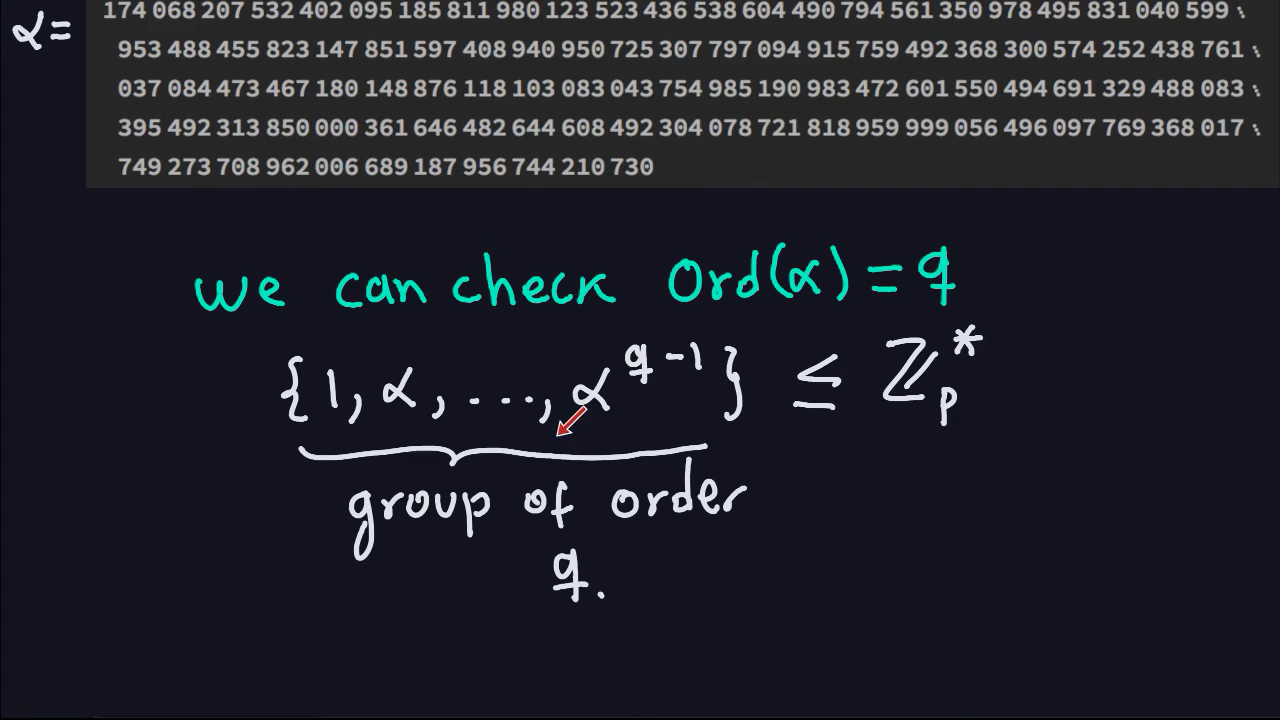 α= 174 068 207 532 402 095 185 811 980 123 523 436 538 604 490 794 561 350 978 495 831 040 599 \
953 488 455 823 147 851 597 408 940 950 725 307 797 094 915 759 492 368 300 574 252 438 761 \
037 084 473 467 180 148 876 118 103 083 043 754 985 190 983 472 601 550 494 691 329 488 083 \
395 492 313 850 000 361 646 482 644 608 492 304 078 721 818 959 999 056 496 097 769 368 017 \
749 273 708 962 006 689 187 956 744 210 730
we can check Ord(α) = q
{1, α, ..., α^{q-1}} ≤ ℤ_p^*
group of order
q.